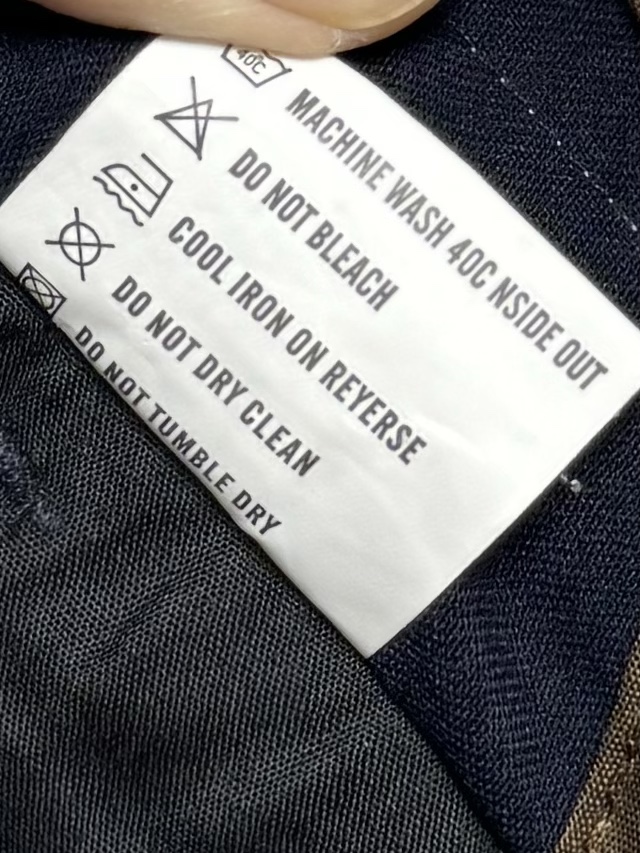 40C
MACHINE WASH 40C NSIDE OUT
DO NOT BLEACH
COOL IRON ON REYERSE
DO NOT DRY CLEAN
DO NOT TUMBLE DRY